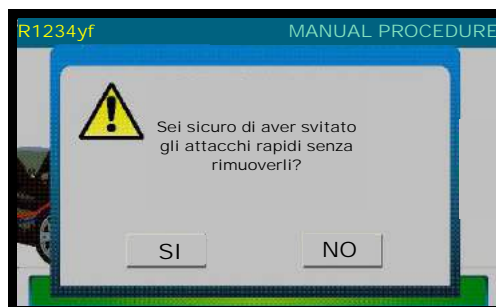 R1234yf MANUAL PROCEDURE
Sei sicuro di aver svitato
gli attacchi rapidi senza
rimuoverli?
SI NO